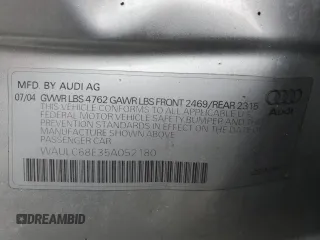 MFD. BY AUDI AG
07/04 GVWR LBS 4762 GAWR LBS FRONT 2469/REAR 2315
THIS VEHICLE CONFORMS TO ALL APPLICABLE U.S.
FEDERAL MOTOR VEHICLE SAFETY, BUMPER AND THEFT
PREVENTION STANDARDS IN EFFECT ON THE DATE OF
MANUFACTURE SHOWN ABOVE.
PASSENGER CAR
WAULC68E35A092180
Audi
DREAMBID